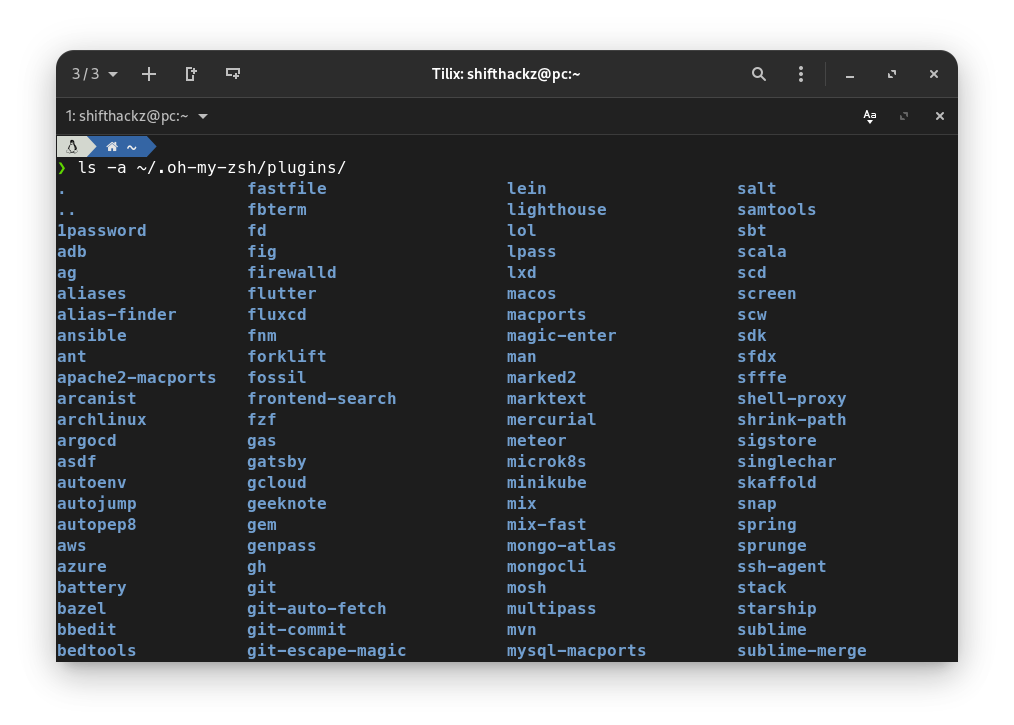 3 / 3 Tilix: shifthackz@pc:~
1: shifthackz@pc:~ Aa
~
❯ ls -a ~/.oh-my-zsh/plugins/
. fastfile lein salt
.. fbterm lighthouse samtools
1password fd lol sbt
adb fig lpass scala
ag firewalld lxd scd
aliases flutter macos screen
alias-finder fluxcd macports scw
ansible fnm magic-enter sdk
ant forklift man sfdx
apache2-macports fossil marked2 sfffe
arcanist frontend-search marktext shell-proxy
archlinux fzf mercurial shrink-path
argocd gas meteor sigstore
asdf gatsby microk8s singlechar
autoenv gcloud minikube skaffold
autojump geeknote mix snap
autopep8 gem mix-fast spring
aws genpass mongo-atlas sprunge
azure gh mongocli ssh-agent
battery git mosh stack
bazel git-auto-fetch multipass starship
bbedit git-commit mvn sublime
bedtools git-escape-magic mysql-macports sublime-merge